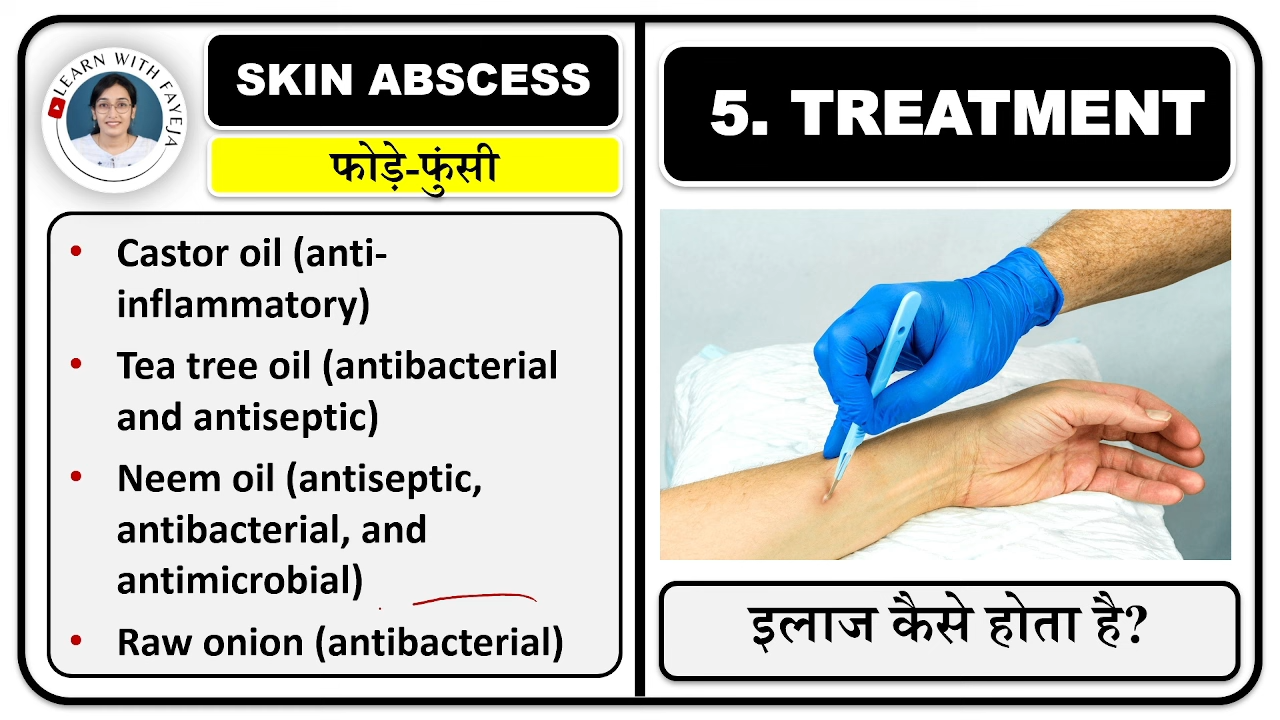 LEARN WITH FAYEJA
SKIN ABSCESS
फोड़े-फुंसी
• Castor oil (anti-
inflammatory)
• Tea tree oil (antibacterial
and antiseptic)
• Neem oil (antiseptic,
antibacterial, and
antimicrobial)
• Raw onion (antibacterial)
5. TREATMENT
इलाज कैसे होता है?